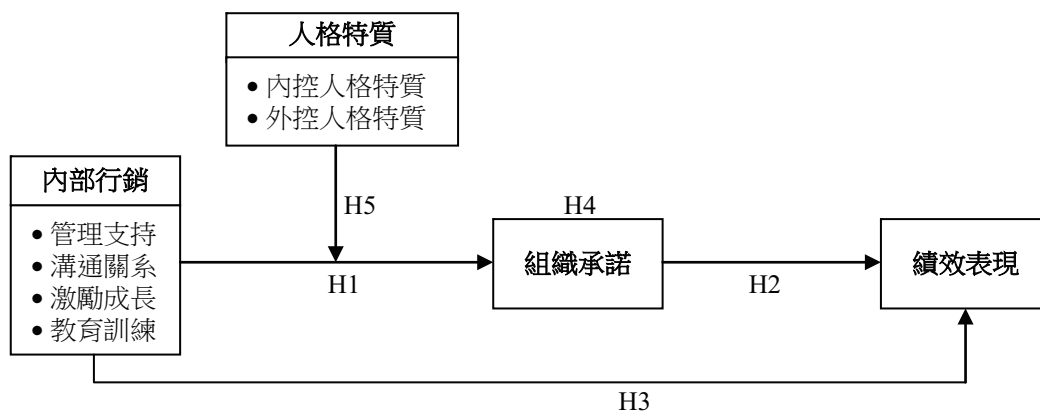 人格特質
• 內控人格特質
• 外控人格特質
內部行銷
• 管理支持
• 溝通關系
• 激勵成長
• 教育訓練
H5
H4
組織承諾
績效表現
H1
H2
H3